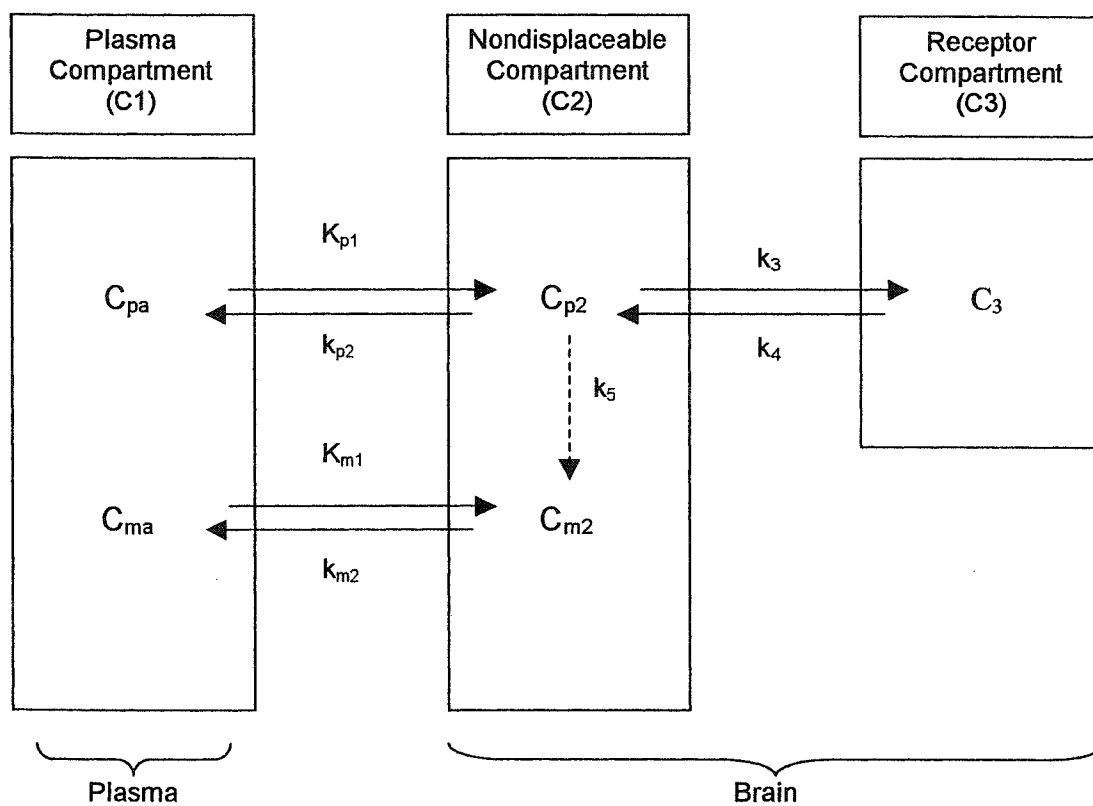 Plasma
Compartment
(C1)
Nondisplaceable
Compartment
(C2)
Receptor
Compartment
(C3)
Kp1
k3
Cpa
Cp2
C3
kp2
k4
k5
Km1
Cma
Cm2
km2
Plasma
Brain